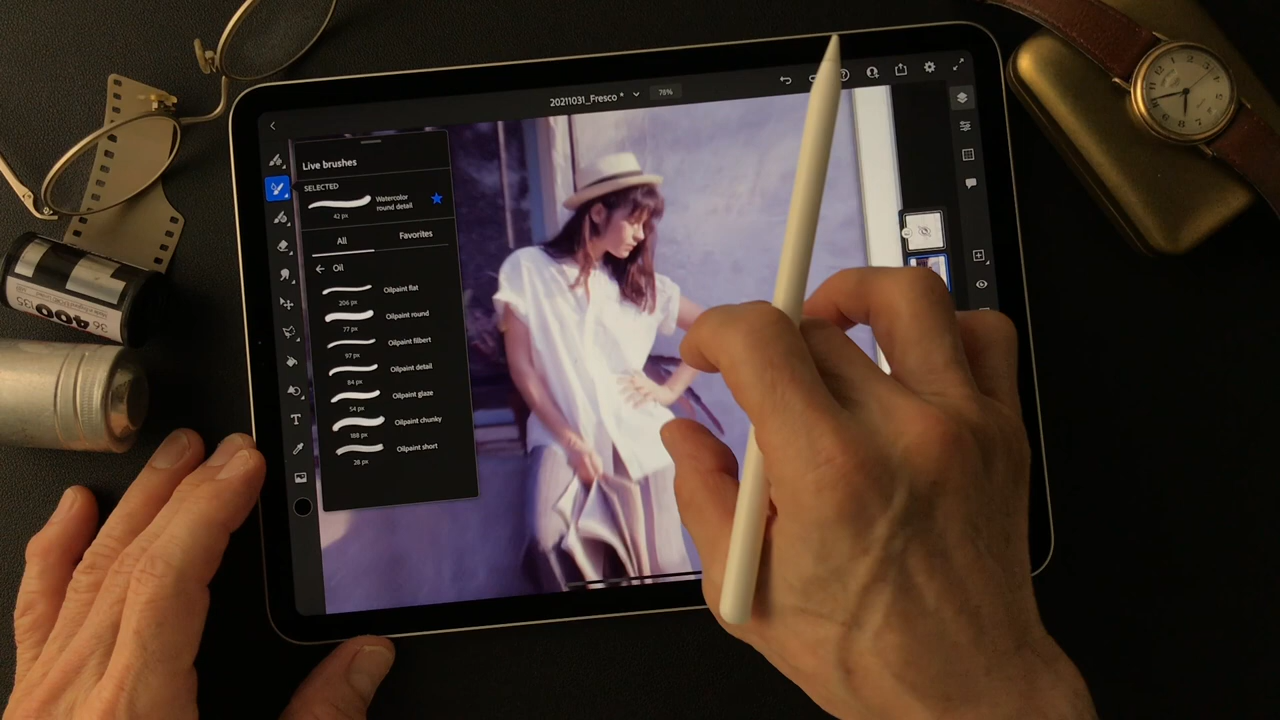 20211031_Fresco *
78%
Live brushes
SELECTED
Watercolor
round detail
42 px
All
Favorites
Oil
Oilpaint flat
206 px
Oilpaint round
77 px
Oilpaint filbert
97 px
Oilpaint detail
84 px
Oilpaint glaze
54 px
Oilpaint chunky
188 px
Oilpaint short
28 px
T
400
36
135